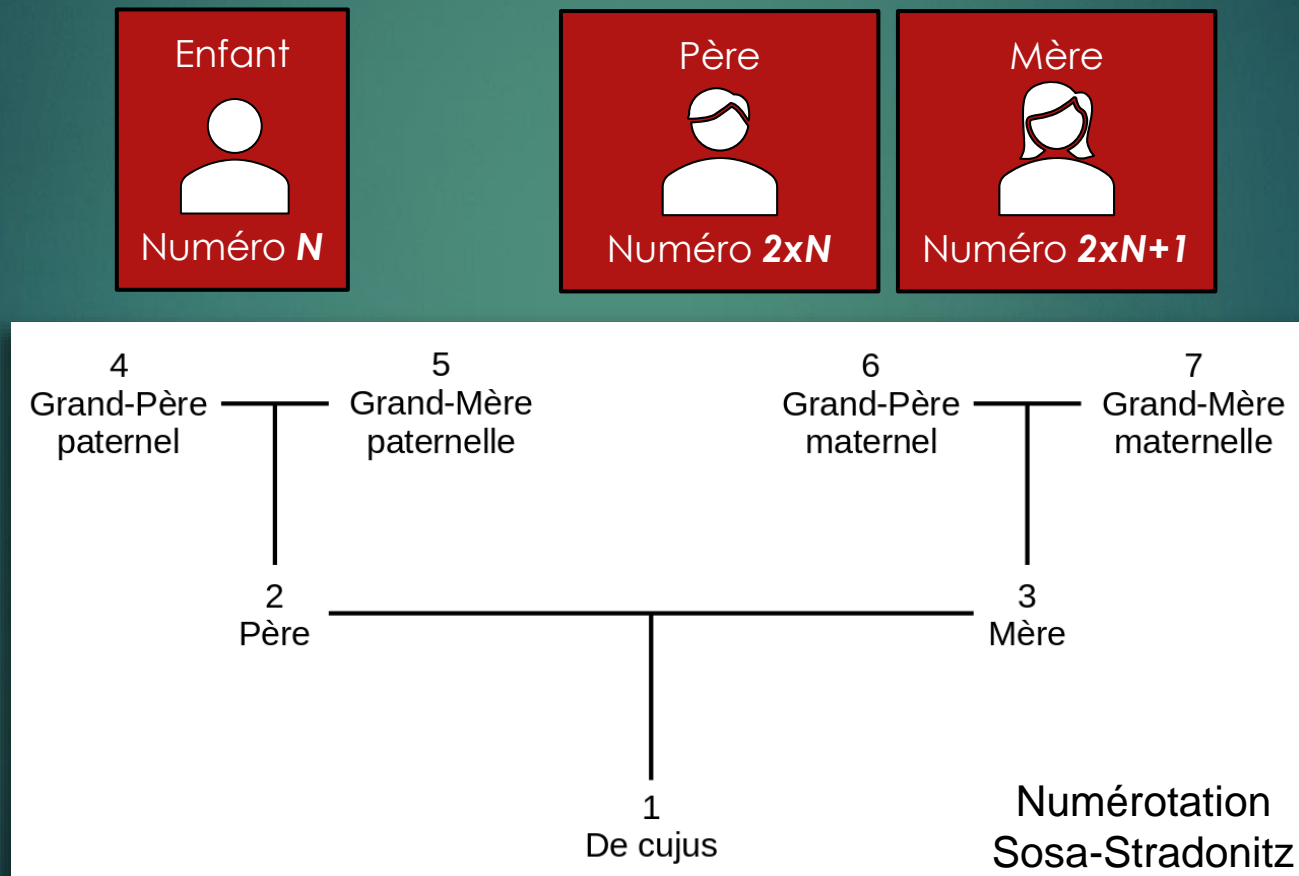 Enfant
Numéro N
Père
Numéro 2xN
Mère
Numéro 2xN+1
4
Grand-Père
paternel
5
Grand-Mère
paternelle
6
Grand-Père
maternel
7
Grand-Mère
maternelle
2
Père
3
Mère
1
De cujus
Numérotation
Sosa-Stradonitz